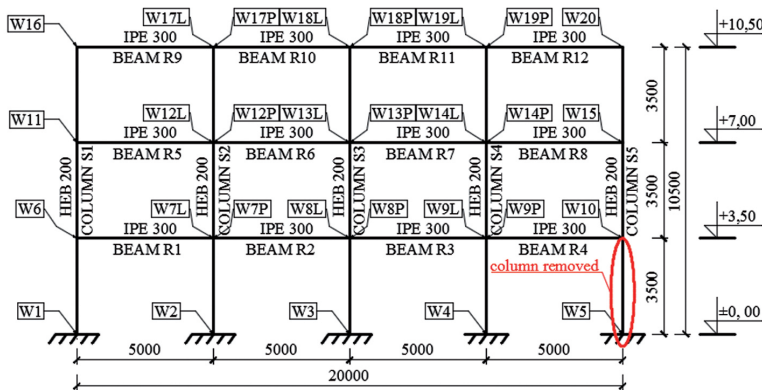 W16 W17L W17P W18L W18P W19L W19P W20 +10,50
IPE 300 IPE 300 IPE 300 IPE 300
BEAM R9 BEAM R10 BEAM R11 BEAM R12
3500
W11 W12L W12P W13L W13P W14L W14P W15 +7,00
IPE 300 IPE 300 IPE 300 IPE 300
BEAM R5 BEAM R6 BEAM R7 BEAM R8
HEB 200 COLUMN S1 HEB 200 COLUMN S2 HEB 200 COLUMN S3 HEB 200 COLUMN S4 HEB 200 COLUMN S5 3500 10500
W6 W7L W7P W8L W8P W9L W9P W10 +3,50
IPE 300 IPE 300 IPE 300 IPE 300
BEAM R1 BEAM R2 BEAM R3 BEAM R4
column removed
3500
W1 W2 W3 W4 W5 ±0, 00
5000 5000 5000 5000
20000